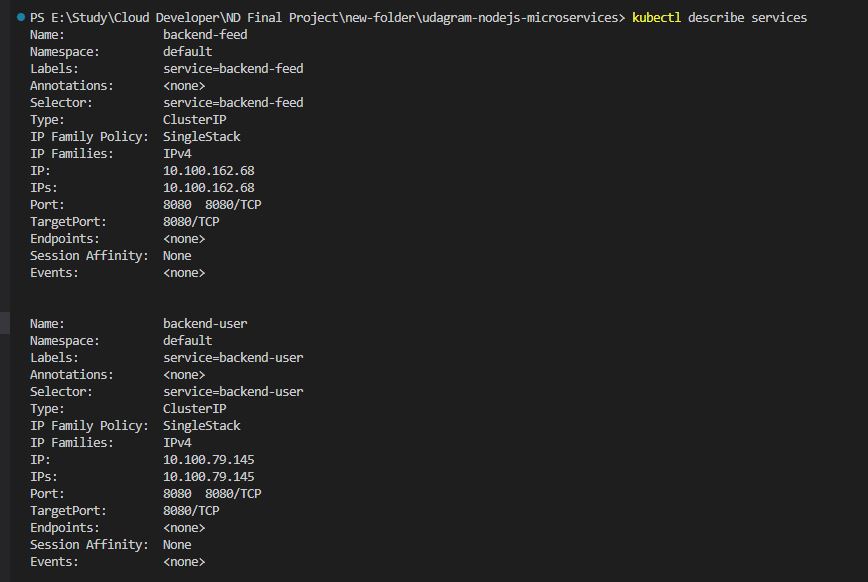 PS E:\Study\Cloud Developer\ND Final Project\new-folder\udagram-nodejs-microservices> kubectl describe services
Name:              backend-feed
Namespace:         default
Labels:            service=backend-feed
Annotations:       <none>
Selector:          service=backend-feed
Type:              ClusterIP
IP Family Policy:  SingleStack
IP Families:       IPv4
IP:                10.100.162.68
IPs:               10.100.162.68
Port:              8080  8080/TCP
TargetPort:        8080/TCP
Endpoints:         <none>
Session Affinity:  None
Events:            <none>
Name:              backend-user
Namespace:         default
Labels:            service=backend-user
Annotations:       <none>
Selector:          service=backend-user
Type:              ClusterIP
IP Family Policy:  SingleStack
IP Families:       IPv4
IP:                10.100.79.145
IPs:               10.100.79.145
Port:              8080  8080/TCP
TargetPort:        8080/TCP
Endpoints:         <none>
Session Affinity:  None
Events:            <none>